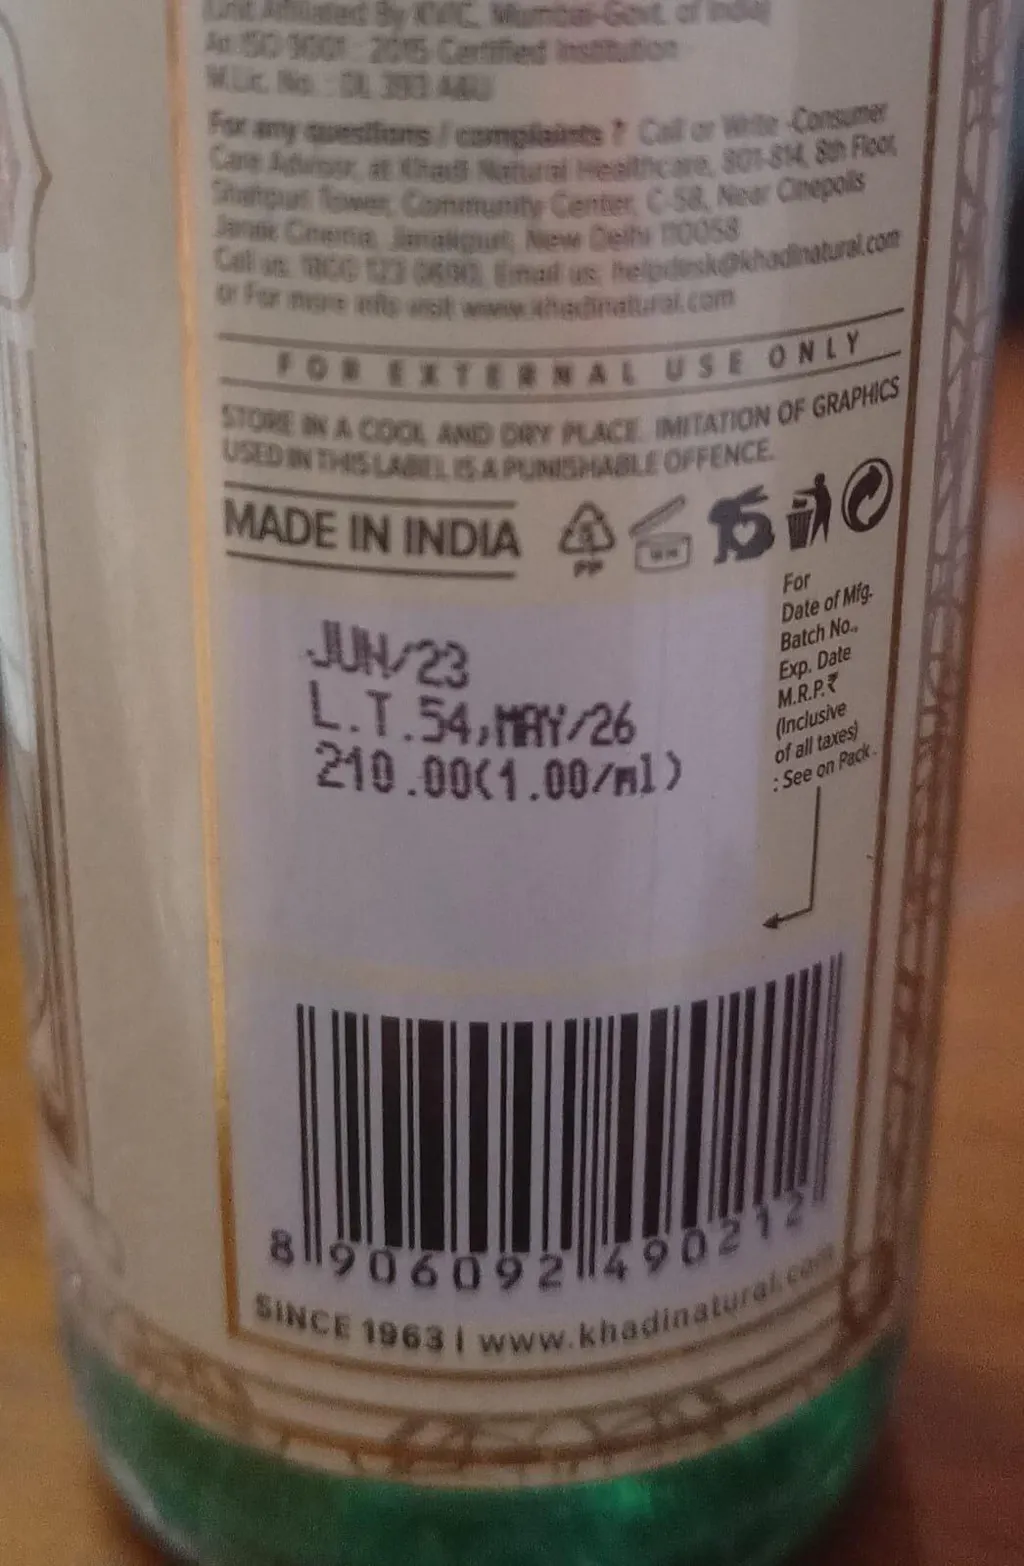 Unit Affiliated By KVIC, Mumbai-Govt. of India)
An ISO 9001 : 2015 Certified Institution
M.Lic. No. : DL 393 A&U
For any questions / complaints ? Call or Write -Consumer
Care Advisor, at Khadi Natural Healthcare, 801-814, 8th Floor,
Shahpuri Tower, Community Center, C-58, Near Cinepolis
Janak Cinema, Janakpuri, New Delhi 110058
Call us: 1800 123 0690, Email us: helpdesk@khadinatural.com
or For more info visit www.khadinatural.com
FOR EXTERNAL USE ONLY
STORE IN A COOL AND DRY PLACE. IMITATION OF GRAPHICS
USED IN THIS LABEL IS A PUNISHABLE OFFENCE.
MADE IN INDIA
PP
For
Date of Mfg.
Batch No.,
Exp. Date
M.R.P.₹
(Inclusive
of all taxes)
: See on Pack.
JUN/23
L.T.54,MAY/26
210.00(1.00/ml)
8 906092 490212
SINCE 1963 | www.khadinatural.com